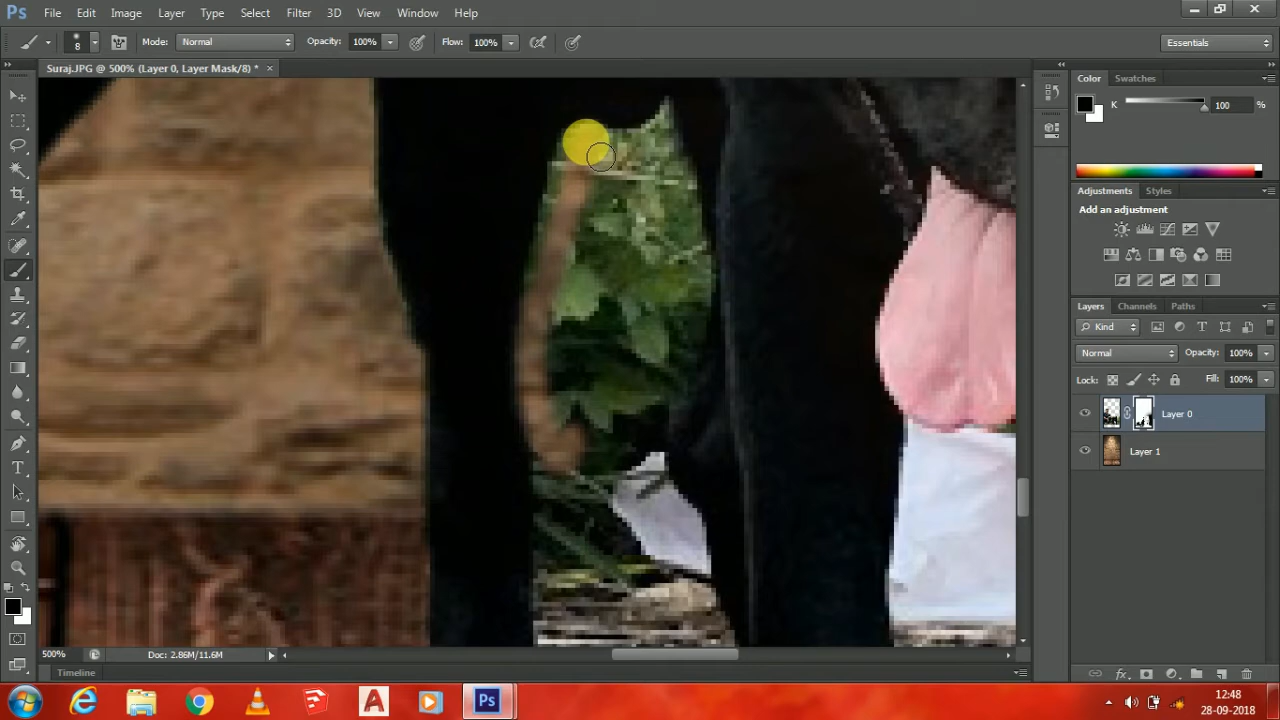 Ps File Edit Image Layer Type Select Filter 3D View Window Help
8 Mode: Normal Opacity: 100% Flow: 100% Essentials
Suraj.JPG @ 500% (Layer 0, Layer Mask/8) * ×
Color Swatches
K 100 %
Adjustments Styles
Add an adjustment
Layers Channels Paths
Kind
Normal Opacity: 100%
Lock: Fill: 100%
Layer 0
Layer 1
500% Doc: 2.86M/11.6M
Timeline
Ps
12:48
28-09-2018